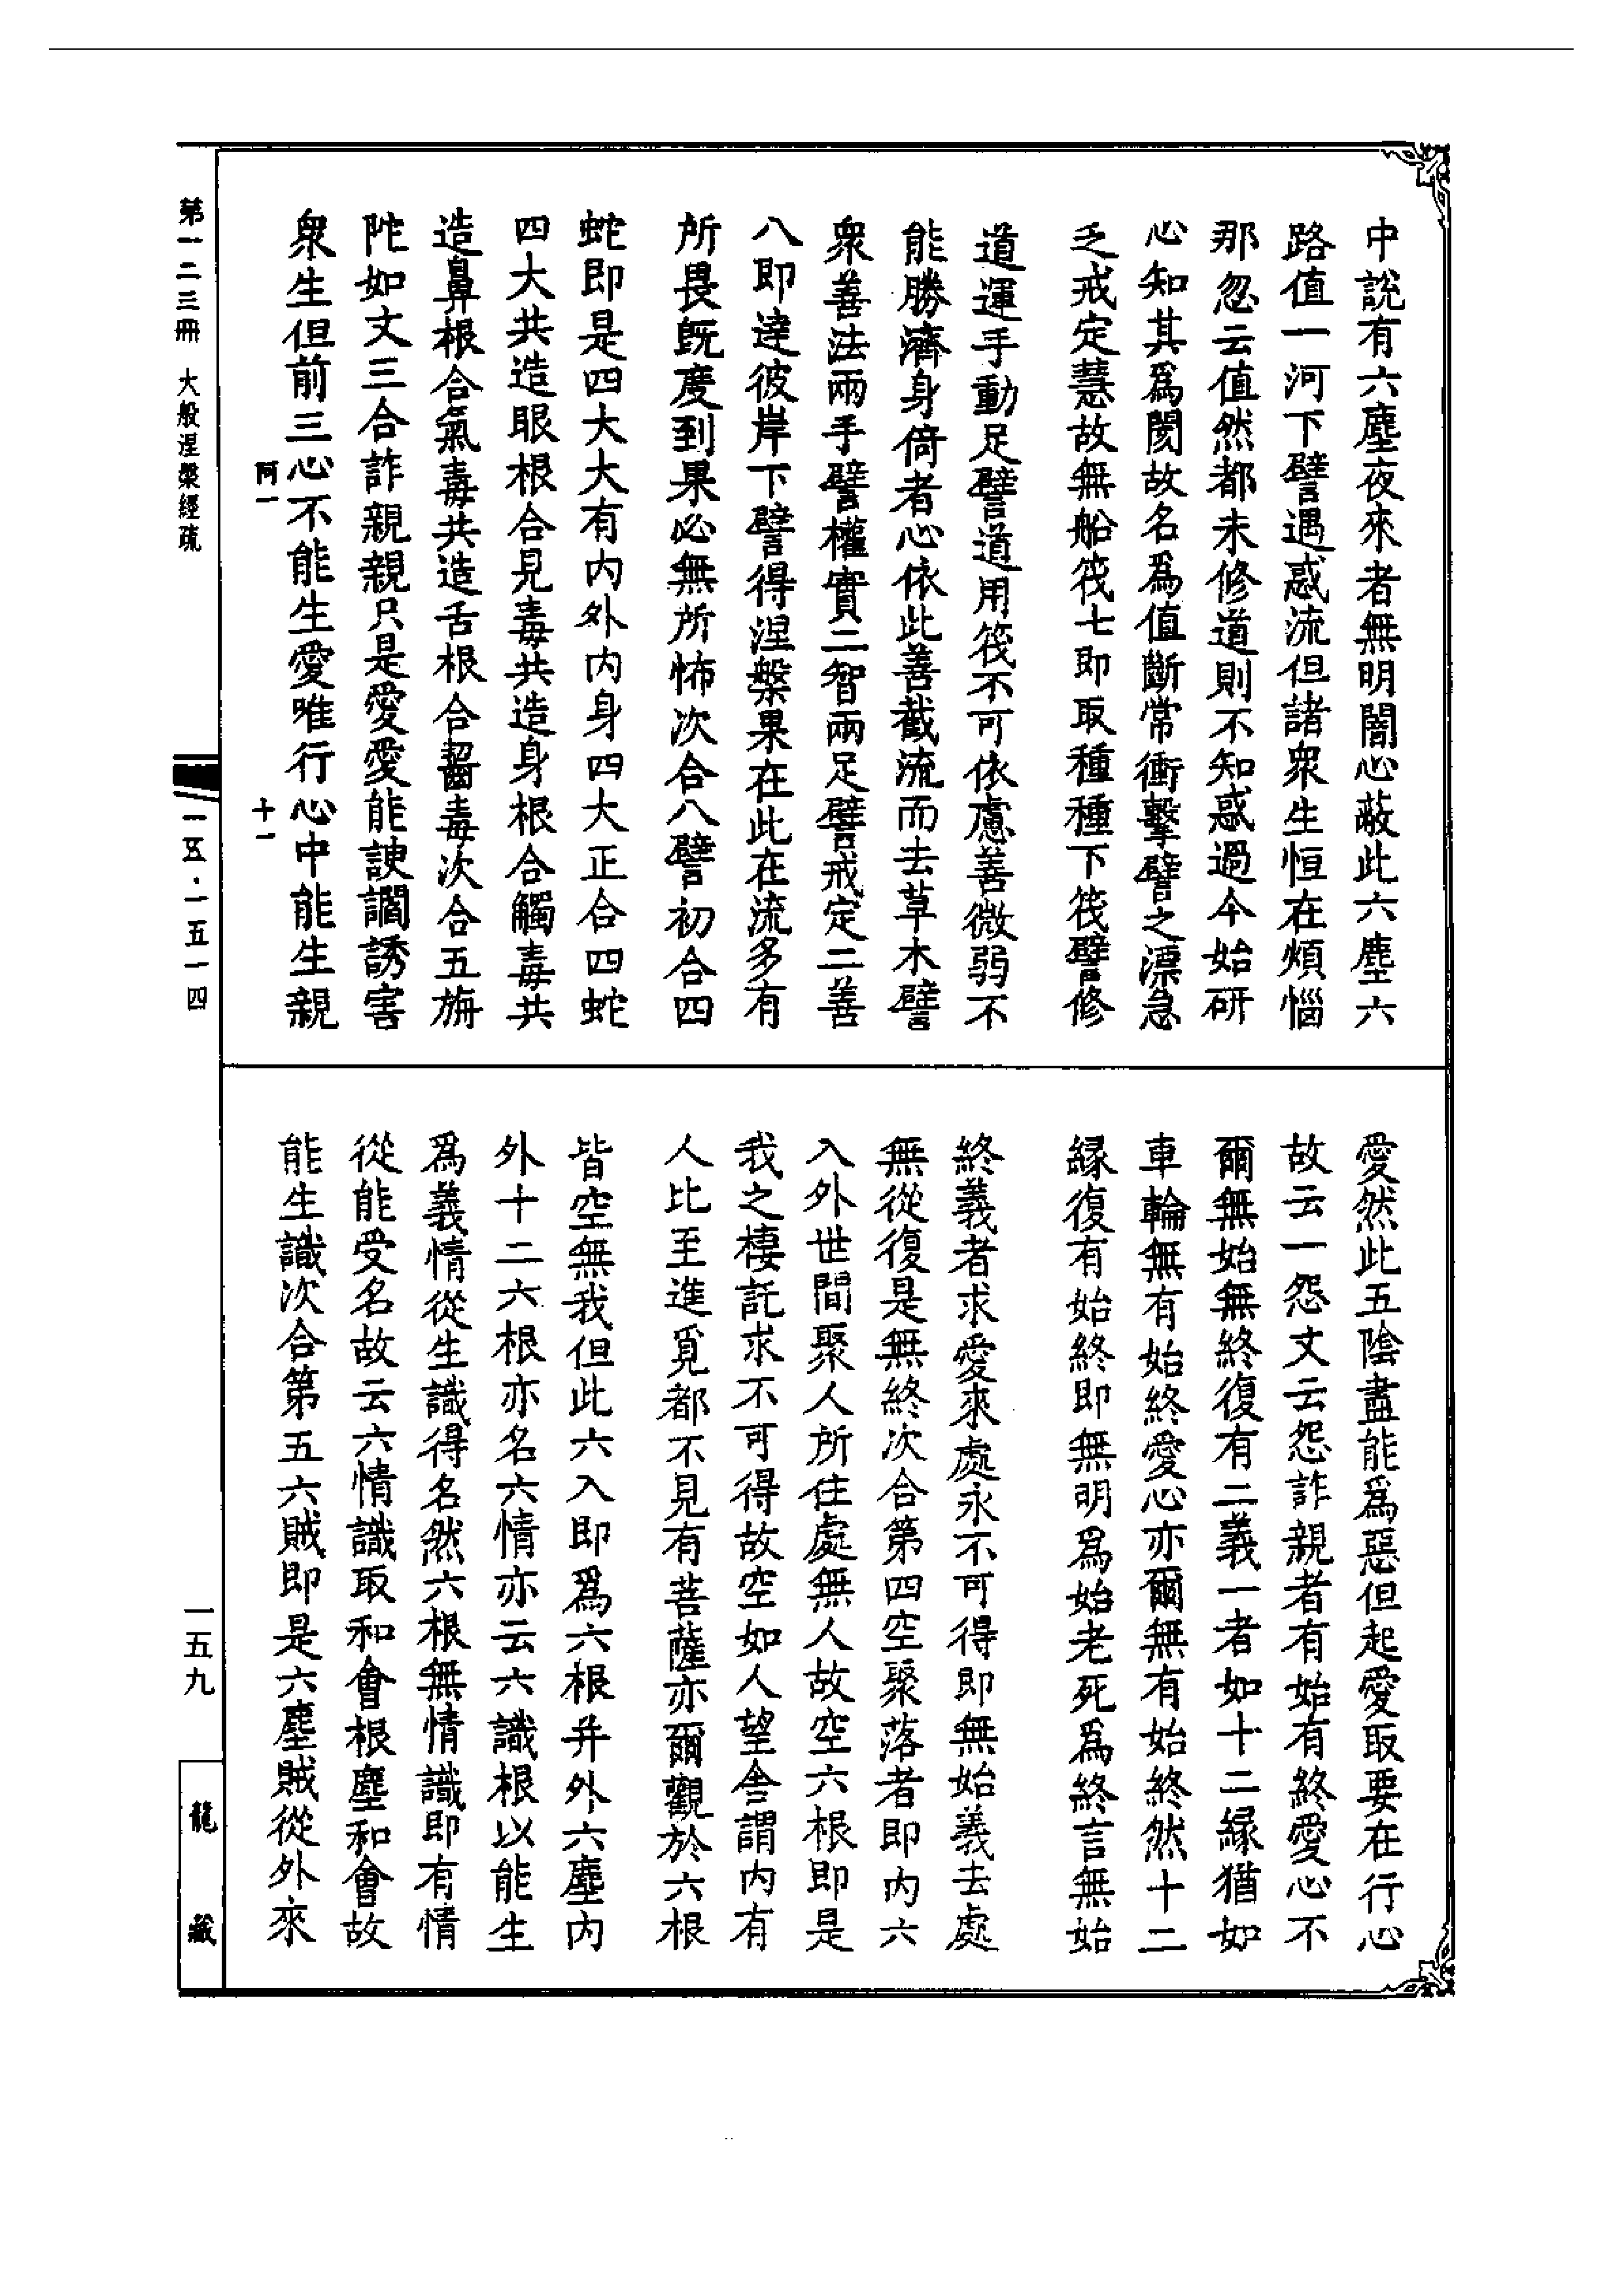 中說有六塵夜來者無明闇心蔽此六塵六
路值一河下譬遇惑流但諸衆生恒在煩惱
那忽云值然都未修道則不知惑過今始研
心知其爲閡故名爲值斷常衝擊譬之漂急
乏戒定慧故無船筏七即取種種下筏譬修
道運手動足譬道用筏不可依慮善微弱不
能勝濟身倚者心依此善截流而去草木譬
衆善法兩手譬權實二智兩足譬戒定二善
八即達彼岸下譬得涅槃果在此在流多有
所畏既度到果必無所怖次合八譬初合四
蛇即是四大大有内外内身四大正合四蛇
四大共造眼根合見毒共造身根合觸毒共
造鼻根合氣毒共造舌根合齧毒次合五旃
陀如文三合詐親親只是愛愛能諛讇誘害
衆生但前三心不能生愛唯行心中能生親
阿一
十一
愛然此五陰盡能爲惡但起愛取要在行心
故云一怨文云怨詐親者有始有終愛心不
爾無始無終復有二義一者如十二緣猶如
車輪無有始終愛心亦爾無有始終然十二
緣復有始終即無明爲始老死爲終言無始
終義者求愛來處永不可得即無始義去處
無從復是無終次合第四空聚落者即内六
入外世間聚人所住處無人故空六根即是
我之棲託求不可得故空如人望舍謂内有
人比至進覓都不見有菩薩亦爾觀於六根
皆空無我但此六入即爲六根并外六塵内
外十二六根亦名六情亦云六識根以能生
爲義情從生識得名然六根無情識即有情
從能受名故云六情識取和會根塵和會故
能生識次合第五六賊即是六塵賊從外來
第一二三冊 大般涅槃經疏
一五·一五一四
一五九
龍藏